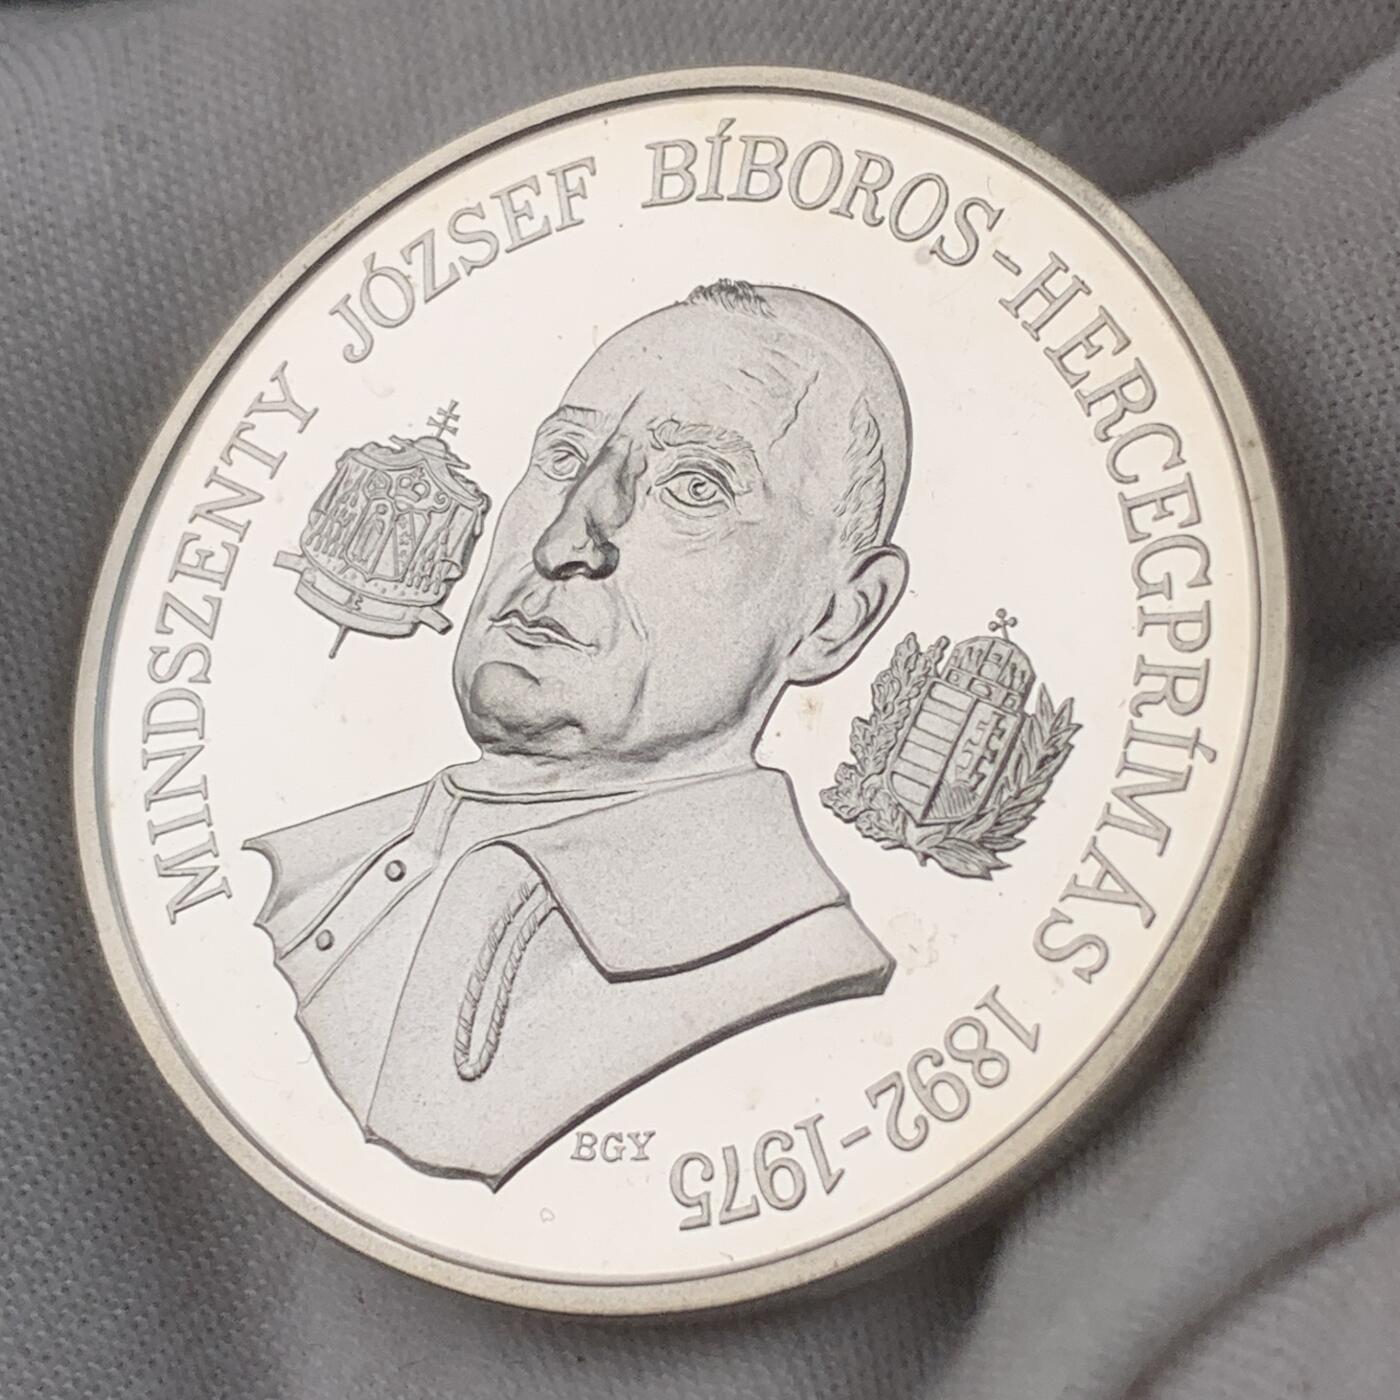 MINDSZENTY JÓZSEF BÍBOROS-HERCEGPRÍMÁS 1892-1975
BGY